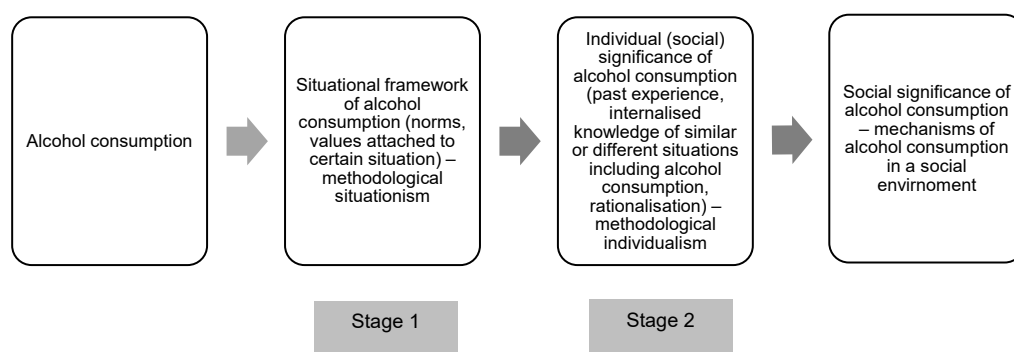 Alcohol consumption
Situational framework
of alcohol
consumption (norms,
values attached to
certain situation) –
methodological
situationism
Individual (social)
significance of
alcohol consumption
(past experience,
internalised
knowledge of similar
or different situations
including alcohol
consumption,
rationalisation) –
methodological
individualism
Social significance of
alcohol consumption
– mechanisms of
alcohol consumption
in a social
envirnoment
Stage 1
Stage 2